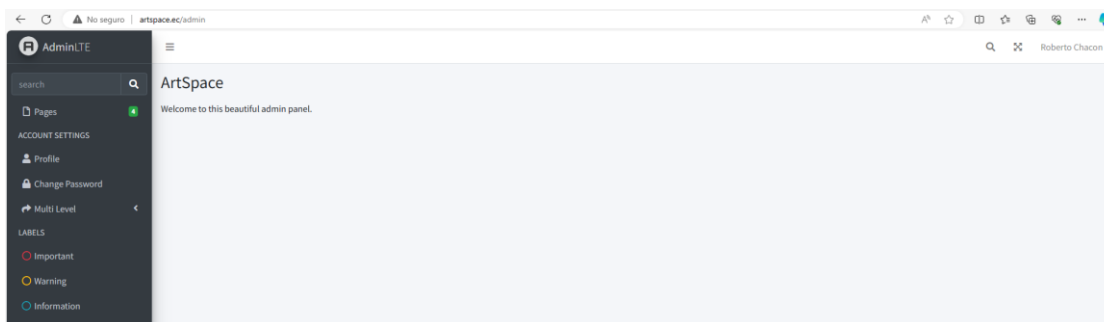 No seguro | artspace.ec/admin
AdminLTE
Roberto Chacon
search
ArtSpace
Pages 4
Welcome to this beautiful admin panel.
ACCOUNT SETTINGS
Profile
Change Password
Multi Level
LABELS
Important
Warning
Information